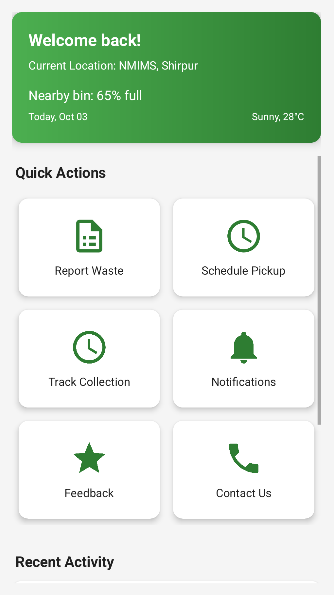 Welcome back!
Current Location: NMIMS, Shirpur
Nearby bin: 65% full
Today, Oct 03
Sunny, 28°C
Quick Actions
Report Waste
Schedule Pickup
Track Collection
Notifications
Feedback
Contact Us
Recent Activity